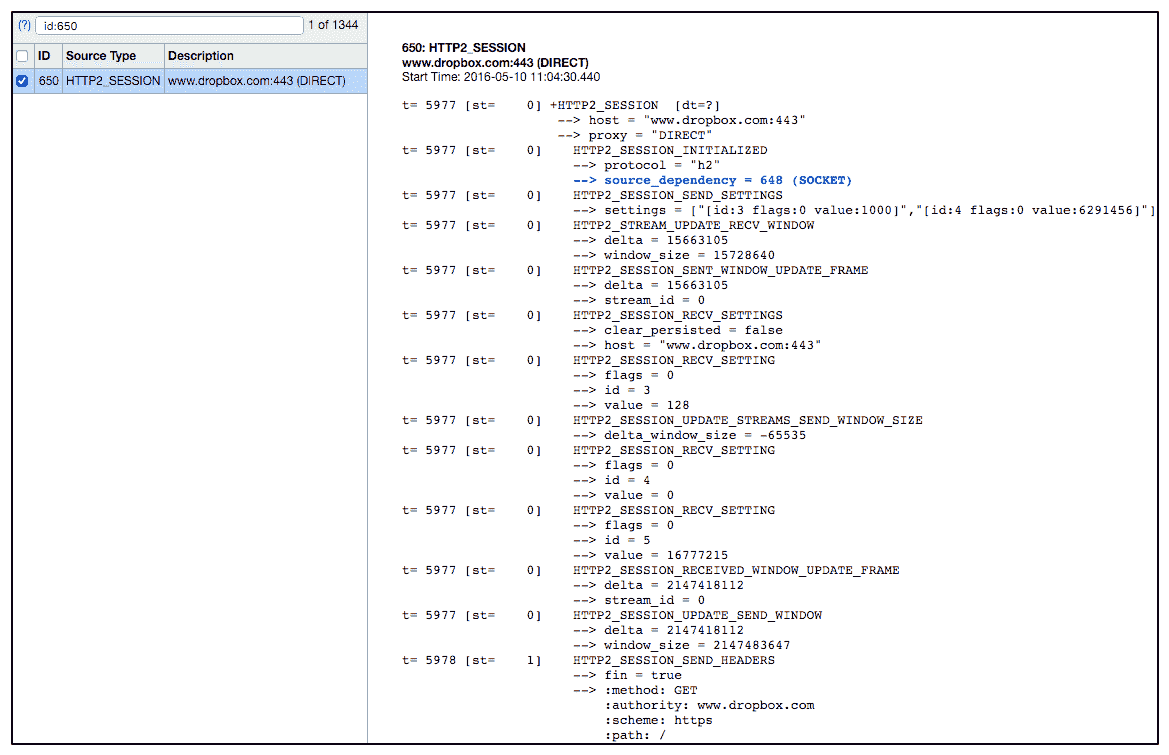 (?) id:650 1 of 1344
ID Source Type Description
650 HTTP2_SESSION www.dropbox.com:443 (DIRECT)
650: HTTP2_SESSION
www.dropbox.com:443 (DIRECT)
Start Time: 2016-05-10 11:04:30.440
t= 5977 [st=    0] +HTTP2_SESSION  [dt=?]
--> host = "www.dropbox.com:443"
--> proxy = "DIRECT"
t= 5977 [st=    0]    HTTP2_SESSION_INITIALIZED
--> protocol = "h2"
--> source_dependency = 648 (SOCKET)
t= 5977 [st=    0]    HTTP2_SESSION_SEND_SETTINGS
--> settings = ["[id:3 flags:0 value:1000]","[id:4 flags:0 value:6291456]"]
t= 5977 [st=    0]    HTTP2_STREAM_UPDATE_RECV_WINDOW
--> delta = 15663105
--> window_size = 15728640
t= 5977 [st=    0]    HTTP2_SESSION_SENT_WINDOW_UPDATE_FRAME
--> delta = 15663105
--> stream_id = 0
t= 5977 [st=    0]    HTTP2_SESSION_RECV_SETTINGS
--> clear_persisted = false
--> host = "www.dropbox.com:443"
t= 5977 [st=    0]    HTTP2_SESSION_RECV_SETTING
--> flags = 0
--> id = 3
--> value = 128
t= 5977 [st=    0]    HTTP2_SESSION_UPDATE_STREAMS_SEND_WINDOW_SIZE
--> delta_window_size = -65535
t= 5977 [st=    0]    HTTP2_SESSION_RECV_SETTING
--> flags = 0
--> id = 4
--> value = 0
t= 5977 [st=    0]    HTTP2_SESSION_RECV_SETTING
--> flags = 0
--> id = 5
--> value = 16777215
t= 5977 [st=    0]    HTTP2_SESSION_RECEIVED_WINDOW_UPDATE_FRAME
--> delta = 2147418112
--> stream_id = 0
t= 5977 [st=    0]    HTTP2_SESSION_UPDATE_SEND_WINDOW
--> delta = 2147418112
--> window_size = 2147483647
t= 5978 [st=    1]    HTTP2_SESSION_SEND_HEADERS
--> fin = true
--> :method: GET
:authority: www.dropbox.com
:scheme: https
:path: /